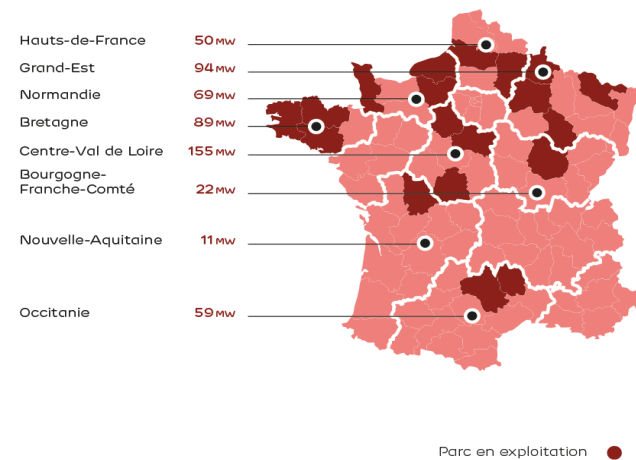 Hauts-de-France 50 MW
Grand-Est 94 MW
Normandie 69 MW
Bretagne 89 MW
Centre-Val de Loire 155 MW
Bourgogne-
Franche-Comté 22 MW
Nouvelle-Aquitaine 11 MW
Occitanie 59 MW
Parc en exploitation